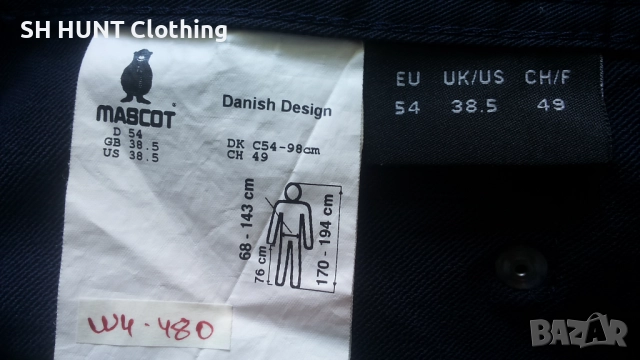 SH HUNT Clothing
MASCOT ®
Danish Design
D 54
GB 38.5
US 38.5
DK C54-98cm
CH 49
68 - 143 cm
76 cm
170 - 194 cm
W4-480
EU UK/US CH/F
54 38.5 49
BAZAR